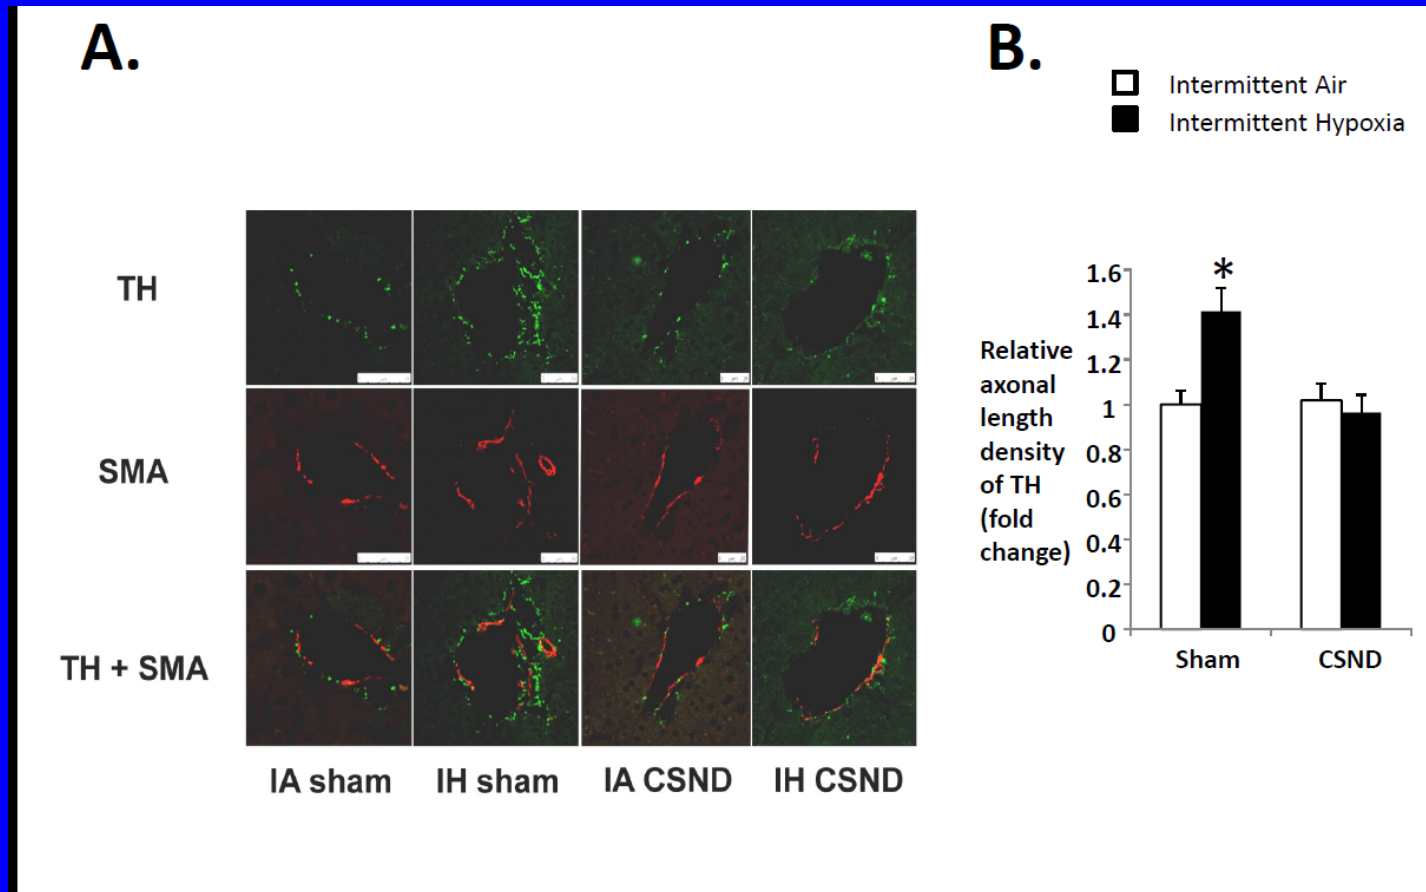 A.
B.
Intermittent Air
Intermittent Hypoxia
TH
SMA
TH + SMA
IA sham
IH sham
IA CSND
IH CSND
Relative
axonal
length
density
of TH
(fold
change)
1.6
1.4
1.2
1
0.8
0.6
0.4
0.2
0
*
Sham
CSND